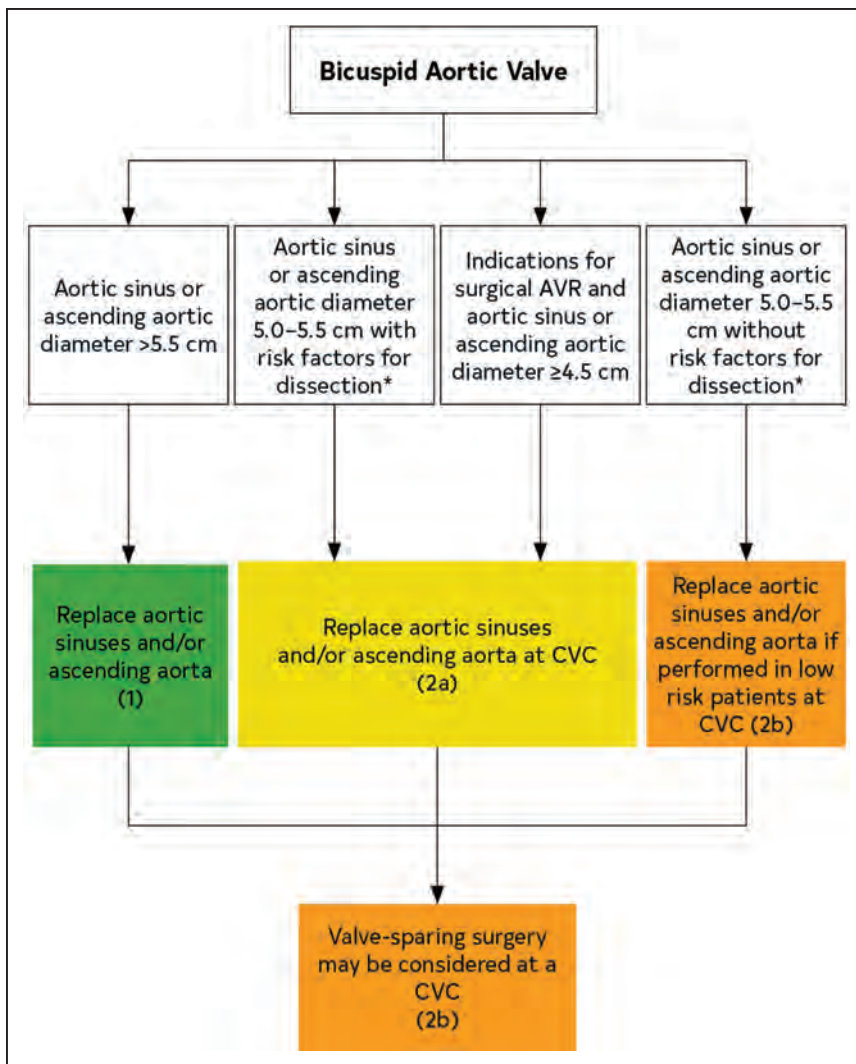 Bicuspid Aortic Valve
Aortic sinus or
ascending aortic
diameter >5.5 cm
Aortic sinus
or ascending
aortic diameter
5.0–5.5 cm with
risk factors for
dissection*
Indications for
surgical AVR and
aortic sinus or
ascending aortic
diameter ≥4.5 cm
Aortic sinus or
ascending aortic
diameter 5.0–5.5
cm without
risk factors for
dissection*
Replace aortic
sinuses and/or
ascending aorta
(1)
Replace aortic sinuses
and/or ascending aorta at CVC
(2a)
Replace aortic
sinuses and/or
ascending aorta if
performed in low
risk patients at
CVC (2b)
Valve-sparing surgery
may be considered at a
CVC
(2b)